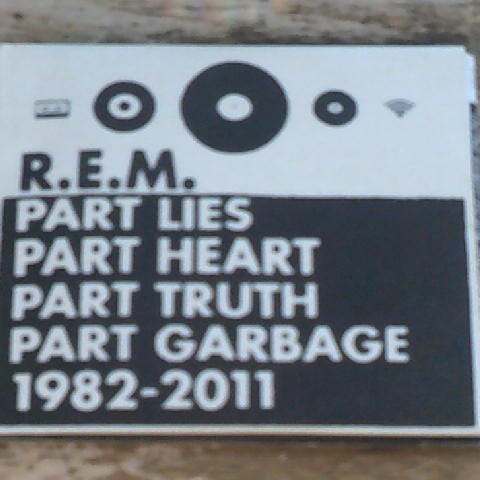 R.E.M.
PART LIES
PART HEART
PART TRUTH
PART GARBAGE
1982-2011